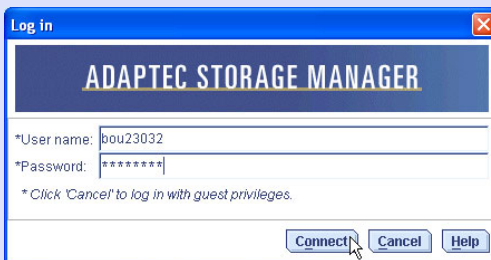 Log in
ADAPTEC STORAGE MANAGER
*User name: bou23032
*Password: ********
* Click 'Cancel' to log in with guest privileges.
Connect Cancel Help